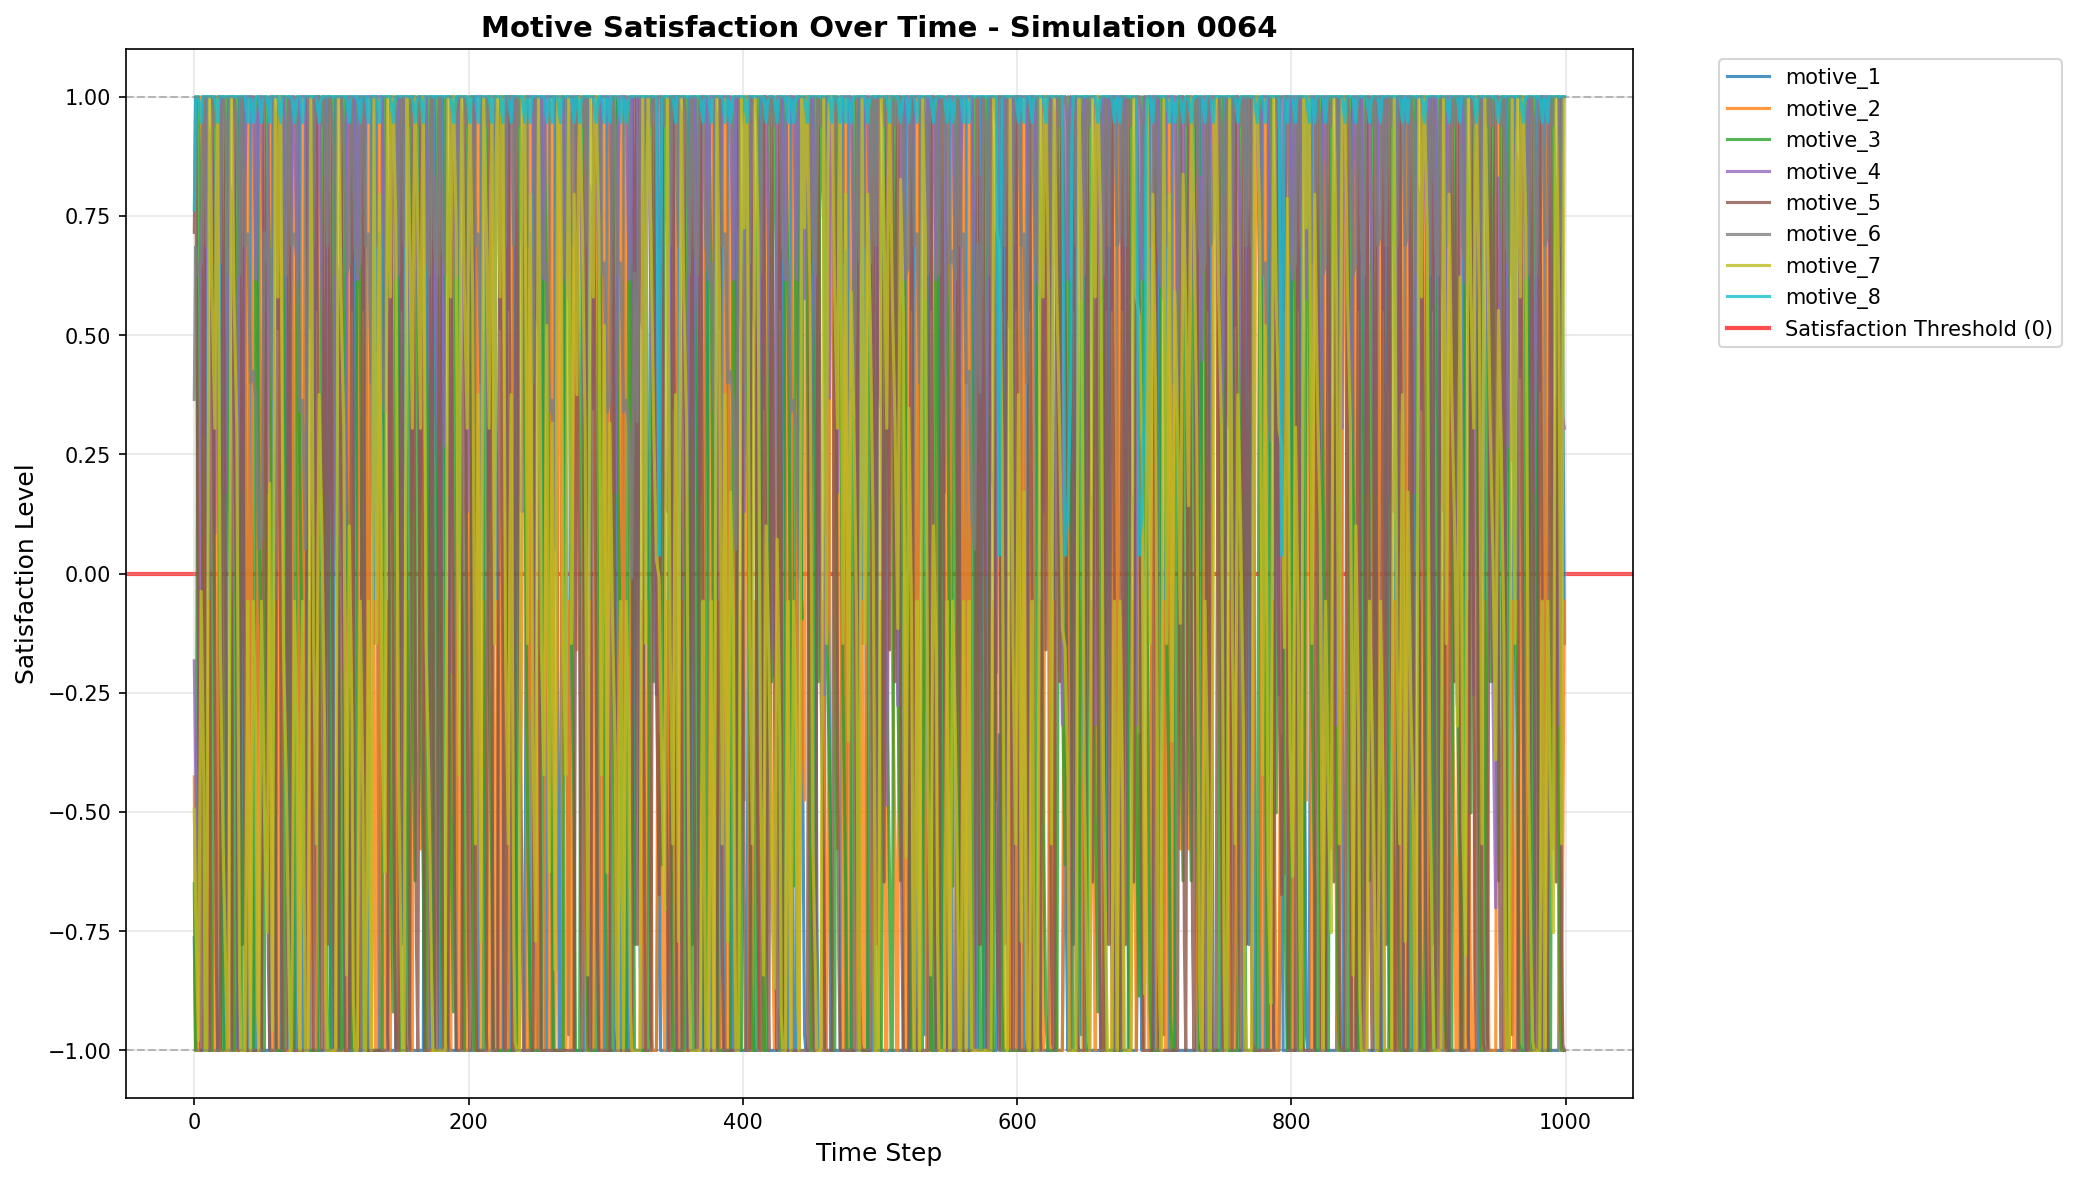 Motive Satisfaction Over Time - Simulation 0064
1.00
0.75
0.50
0.25
0.00
−0.25
−0.50
−0.75
−1.00
Satisfaction Level
0
200
400
600
800
1000
Time Step
motive_1
motive_2
motive_3
motive_4
motive_5
motive_6
motive_7
motive_8
Satisfaction Threshold (0)